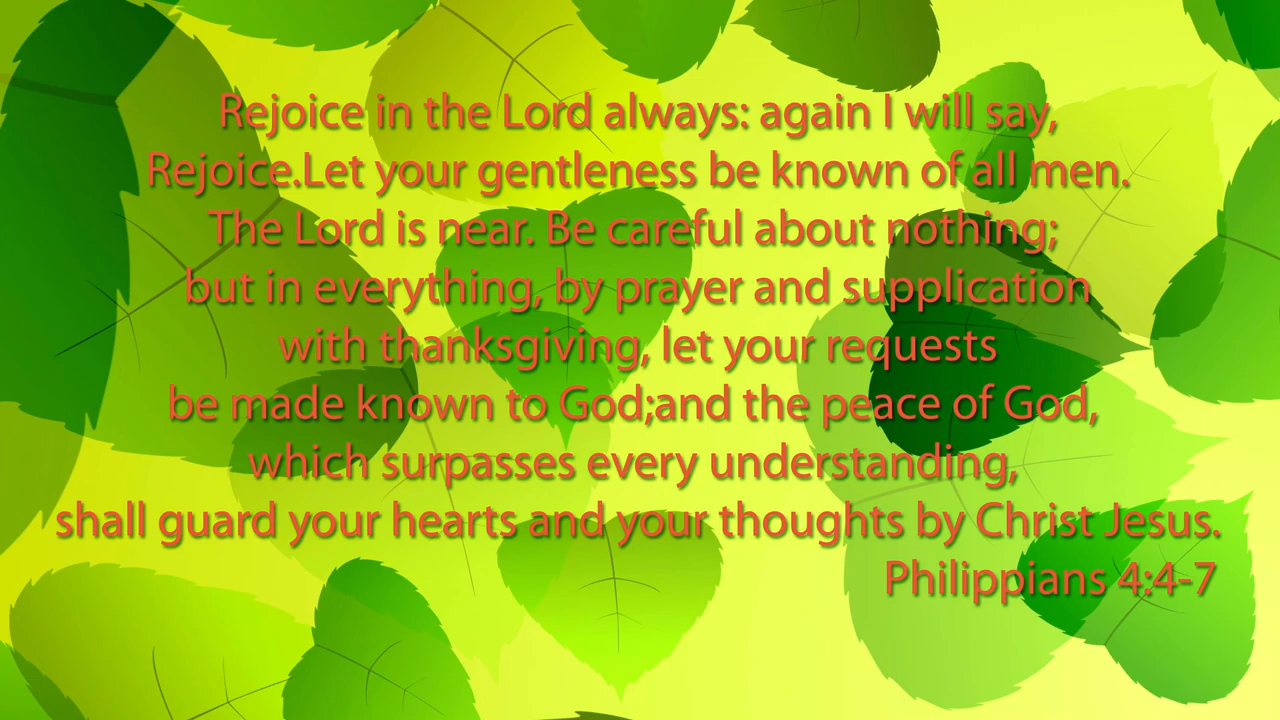 Rejoice in the Lord always: again I will say,
Rejoice.Let your gentleness be known of all men.
The Lord is near. Be careful about nothing;
but in everything, by prayer and supplication
with thanksgiving, let your requests
be made known to God;and the peace of God,
which surpasses every understanding,
shall guard your hearts and your thoughts by Christ Jesus.
Philippians 4:4-7